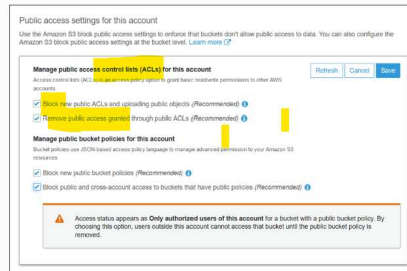 Public access settings for this account
Use the Amazon S3 block public access settings to enforce that buckets don't allow public access to data. You can also configure the
Amazon S3 block public access settings at the bucket level. Learn more
Manage public access control lists (ACLs) for this account
Refresh Cancel Save
Access control lists (ACLs) is an access policy option to grant basic read/write permissions to other AWS
accounts.
Block new public ACLs and uploading public objects (Recommended)
Remove public access granted through public ACLs (Recommended)
Manage public bucket policies for this account
Bucket policies use JSON-based access policy language to manage advanced permission to your Amazon S3
resources
Block new public bucket policies (Recommended)
Block public and cross-account access to buckets that have public policies (Recommended)
Access status appears as Only authorized users of this account for a bucket with a public bucket policy. By
choosing this option, users outside this account cannot access that bucket until the public bucket policy is
removed.